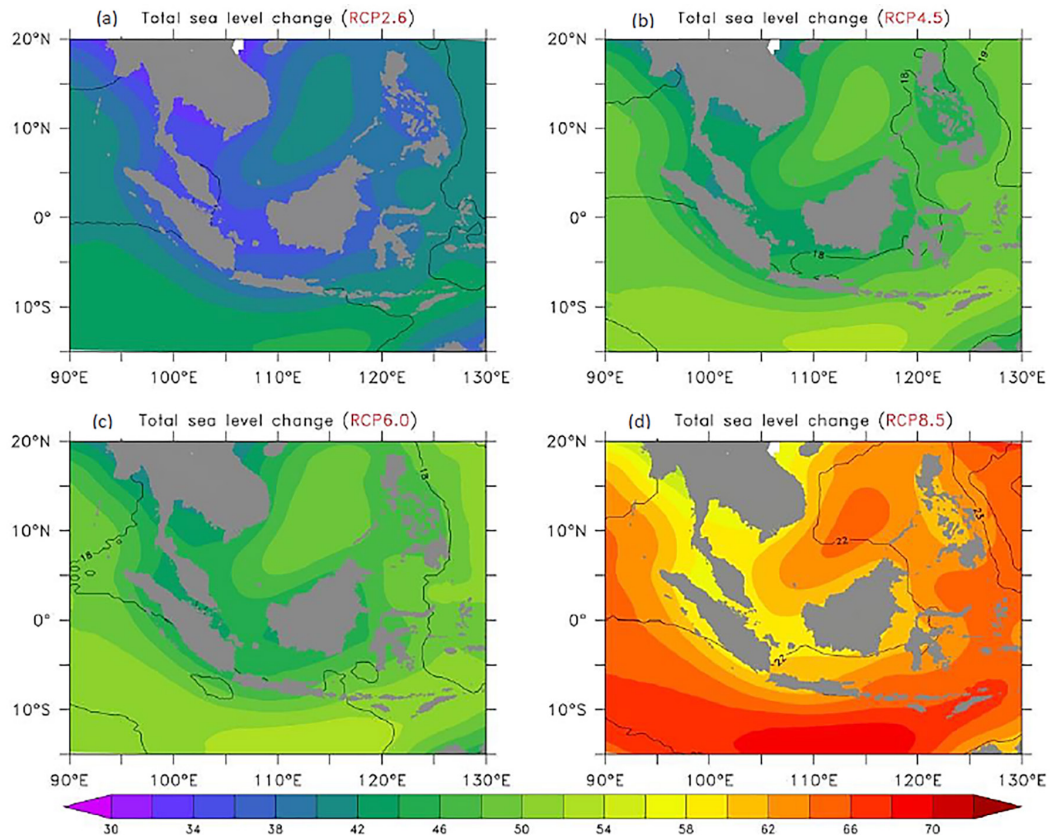 (a) Total sea level change (RCP2.6)
(b) Total sea level change (RCP4.5)
20°N
10°N
0°
10°S
90°E 100°E 110°E 120°E 130°E
20°N
10°N
0°
10°S
90°E 100°E 110°E 120°E 130°E
18
19
18
(c) Total sea level change (RCP6.0)
(d) Total sea level change (RCP8.5)
20°N
10°N
0°
10°S
90°E 100°E 110°E 120°E 130°E
18
18
20°N
10°N
0°
10°S
90°E 100°E 110°E 120°E 130°E
22
23
22
30 34 38 42 46 50 54 58 62 66 70